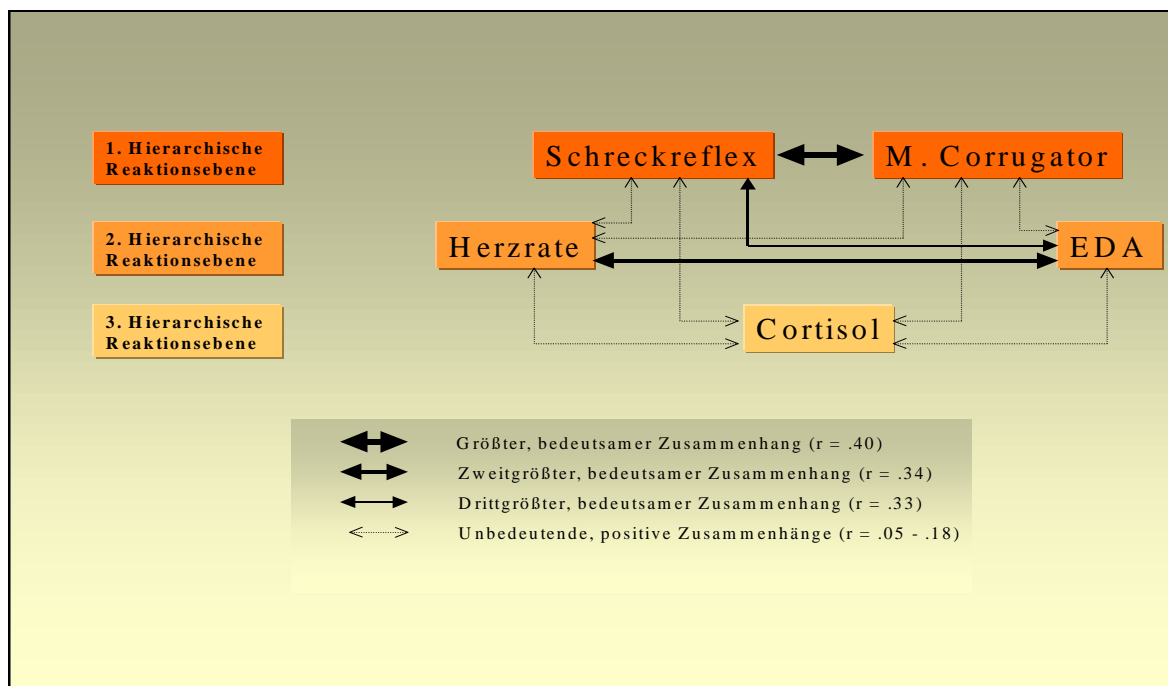 1. Hierarchische
Reaktionsebene
Schreckreflex
M. Corrugator
2. Hierarchische
Reaktionsebene
Herzrate
EDA
3. Hierarchische
Reaktionsebene
Cortisol
Größter, bedeutsamer Zusammenhang (r = .40)
Zweitgrößter, bedeutsamer Zusammenhang (r = .34)
Drittgrößter, bedeutsamer Zusammenhang (r = .33)
Unbedeutende, positive Zusammenhänge (r = .05 - .18)